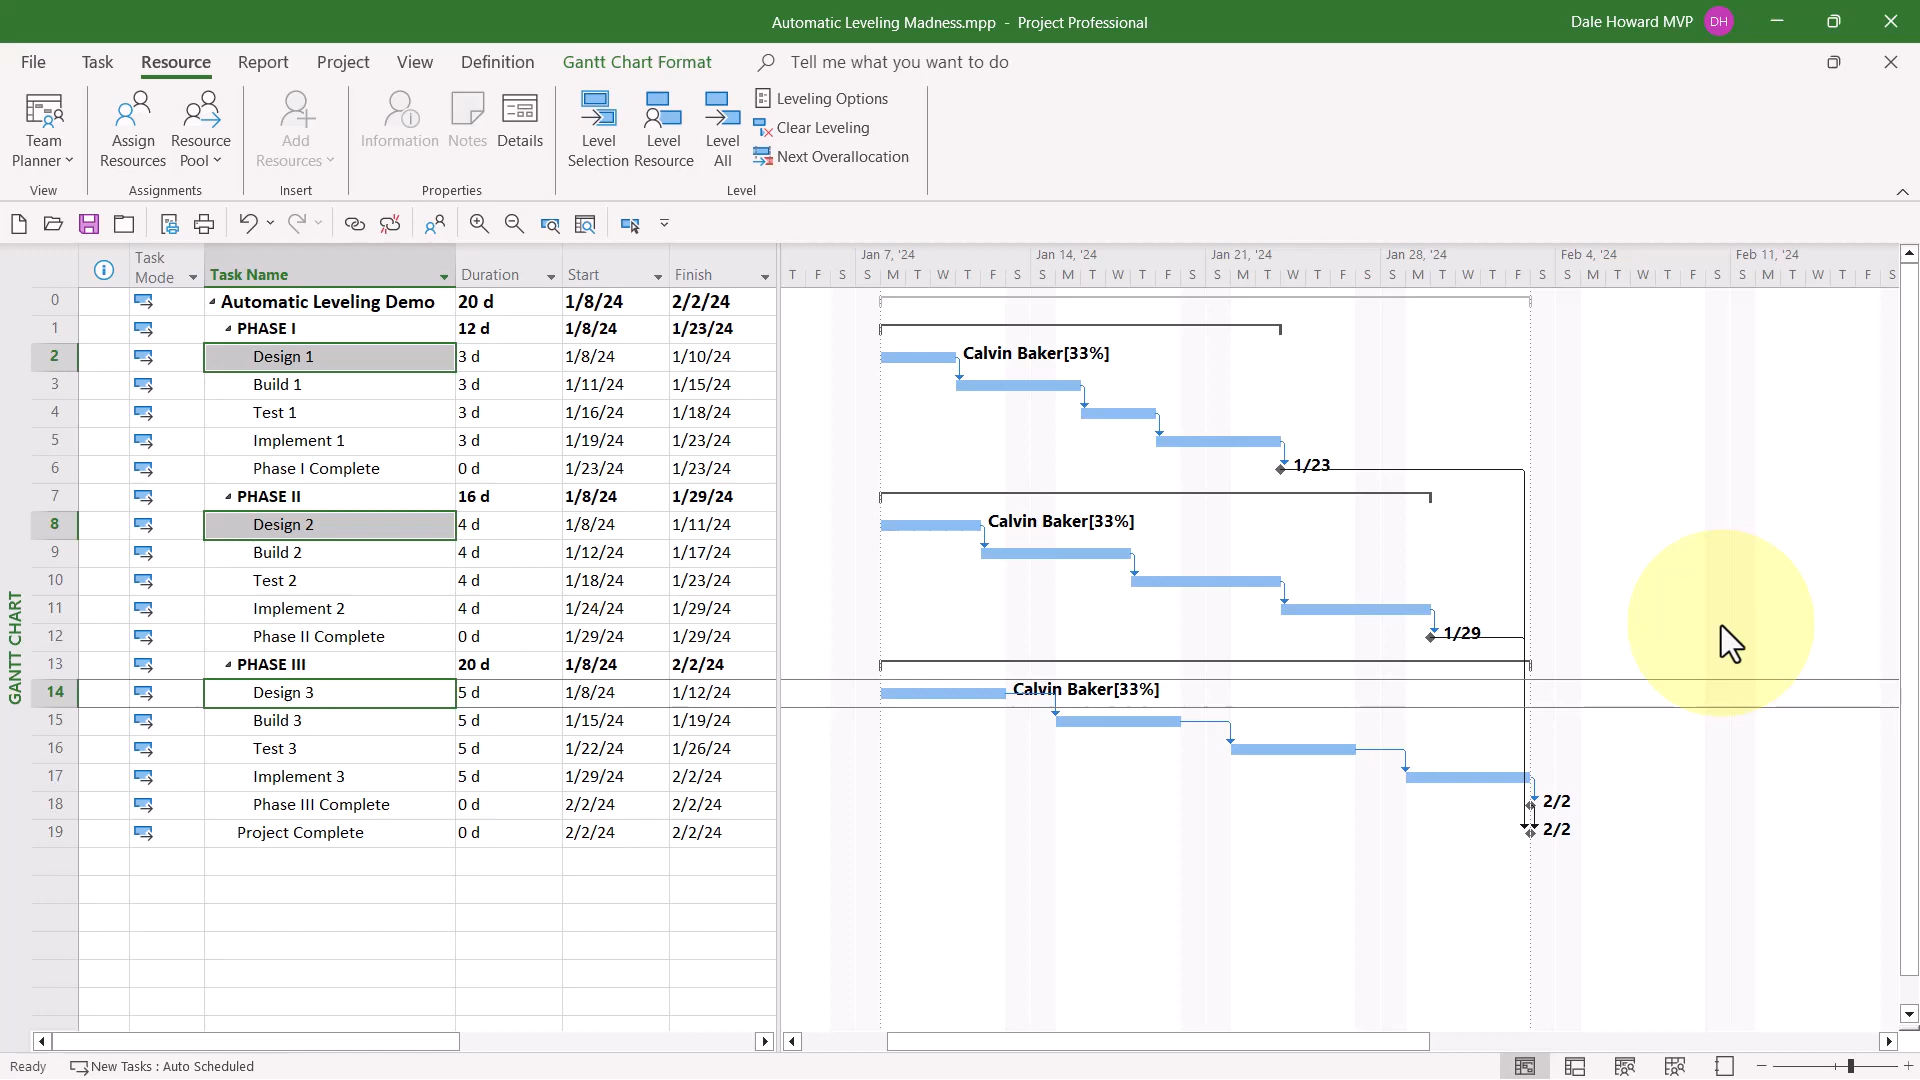 Automatic Leveling Madness.mpp - Project Professional
Dale Howard MVP DH
File Task Resource Report Project View Definition Gantt Chart Format Tell me what you want to do
Team Planner
Assign Resources
Resource Pool
Add Resources
Information
Notes
Details
Level Selection
Level Resource
Level All
Leveling Options
Clear Leveling
Next Overallocation
View Assignments Insert Properties Level
Task Mode Task Name Duration Start Finish
Jan 7, '24 Jan 14, '24 Jan 21, '24 Jan 28, '24 Feb 4, '24 Feb 11, '24
T F S S M T W T F S S M T W T F S S M T W T F S S M T W T F S S M T W T F S S M T W T F S
0 Automatic Leveling Demo 20 d 1/8/24 2/2/24
1 PHASE I 12 d 1/8/24 1/23/24
2 Design 1 3 d 1/8/24 1/10/24 Calvin Baker[33%]
3 Build 1 3 d 1/11/24 1/15/24
4 Test 1 3 d 1/16/24 1/18/24
5 Implement 1 3 d 1/19/24 1/23/24
6 Phase I Complete 0 d 1/23/24 1/23/24 1/23
7 PHASE II 16 d 1/8/24 1/29/24
8 Design 2 4 d 1/8/24 1/11/24 Calvin Baker[33%]
9 Build 2 4 d 1/12/24 1/17/24
10 Test 2 4 d 1/18/24 1/23/24
11 Implement 2 4 d 1/24/24 1/29/24
12 Phase II Complete 0 d 1/29/24 1/29/24 1/29
13 PHASE III 20 d 1/8/24 2/2/24
14 Design 3 5 d 1/8/24 1/12/24 Calvin Baker[33%]
15 Build 3 5 d 1/15/24 1/19/24
16 Test 3 5 d 1/22/24 1/26/24
17 Implement 3 5 d 1/29/24 2/2/24
18 Phase III Complete 0 d 2/2/24 2/2/24 2/2
19 Project Complete 0 d 2/2/24 2/2/24 2/2
GANTT CHART
Ready New Tasks : Auto Scheduled